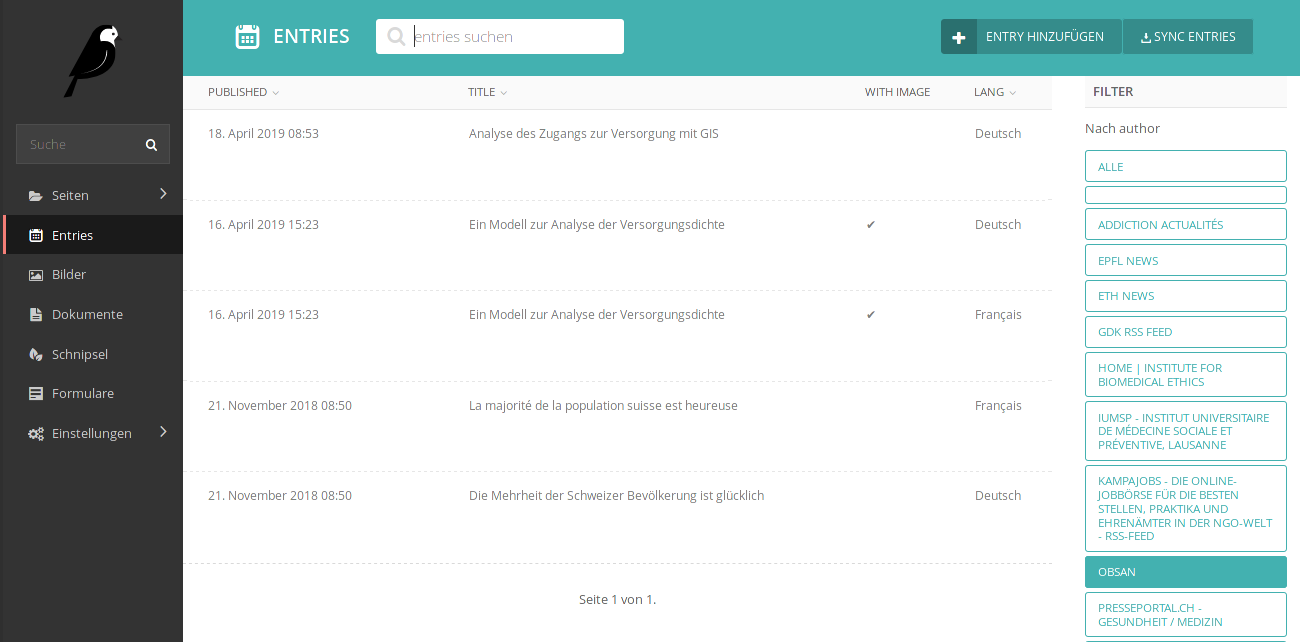 ENTRIES
entries suchen
ENTRY HINZUFÜGEN
SYNC ENTRIES
Suche
Seiten
Entries
Bilder
Dokumente
Schnipsel
Formulare
Einstellungen
PUBLISHED TITLE WITH IMAGE LANG
18. April 2019 08:53 Analyse des Zugangs zur Versorgung mit GIS Deutsch
16. April 2019 15:23 Ein Modell zur Analyse der Versorgungsdichte ✔ Deutsch
16. April 2019 15:23 Ein Modell zur Analyse der Versorgungsdichte ✔ Français
21. November 2018 08:50 La majorité de la population suisse est heureuse Français
21. November 2018 08:50 Die Mehrheit der Schweizer Bevölkerung ist glücklich Deutsch
Seite 1 von 1.
FILTER
Nach author
ALLE
ADDICTION ACTUALITÉS
EPFL NEWS
ETH NEWS
GDK RSS FEED
HOME | INSTITUTE FOR
BIOMEDICAL ETHICS
IUMSP - INSTITUT UNIVERSITAIRE
DE MÉDECINE SOCIALE ET
PRÉVENTIVE, LAUSANNE
KAMPAJOBS - DIE ONLINE-
JOBBÖRSE FÜR DIE BESTEN
STELLEN, PRAKTIKA UND
EHRENÄMTER IN DER NGO-WELT
- RSS-FEED
OBSAN
PRESSEPORTAL.CH -
GESUNDHEIT / MEDIZIN